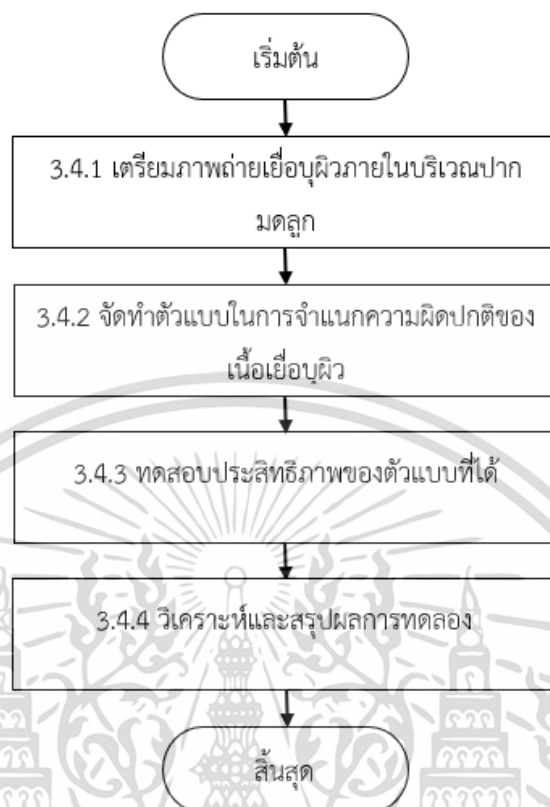 เริ่มต้น
3.4.1 เตรียมภาพถ่ายเยื่อบุผิวภายในบริเวณปาก
มดลูก
3.4.2 จัดทำตัวแบบในการจำแนกความผิดปกติของ
เนื้อเยื่อบุผิว
3.4.3 ทดสอบประสิทธิภาพของตัวแบบที่ได้
3.4.4 วิเคราะห์และสรุปผลการทดลอง
สิ้นสุด